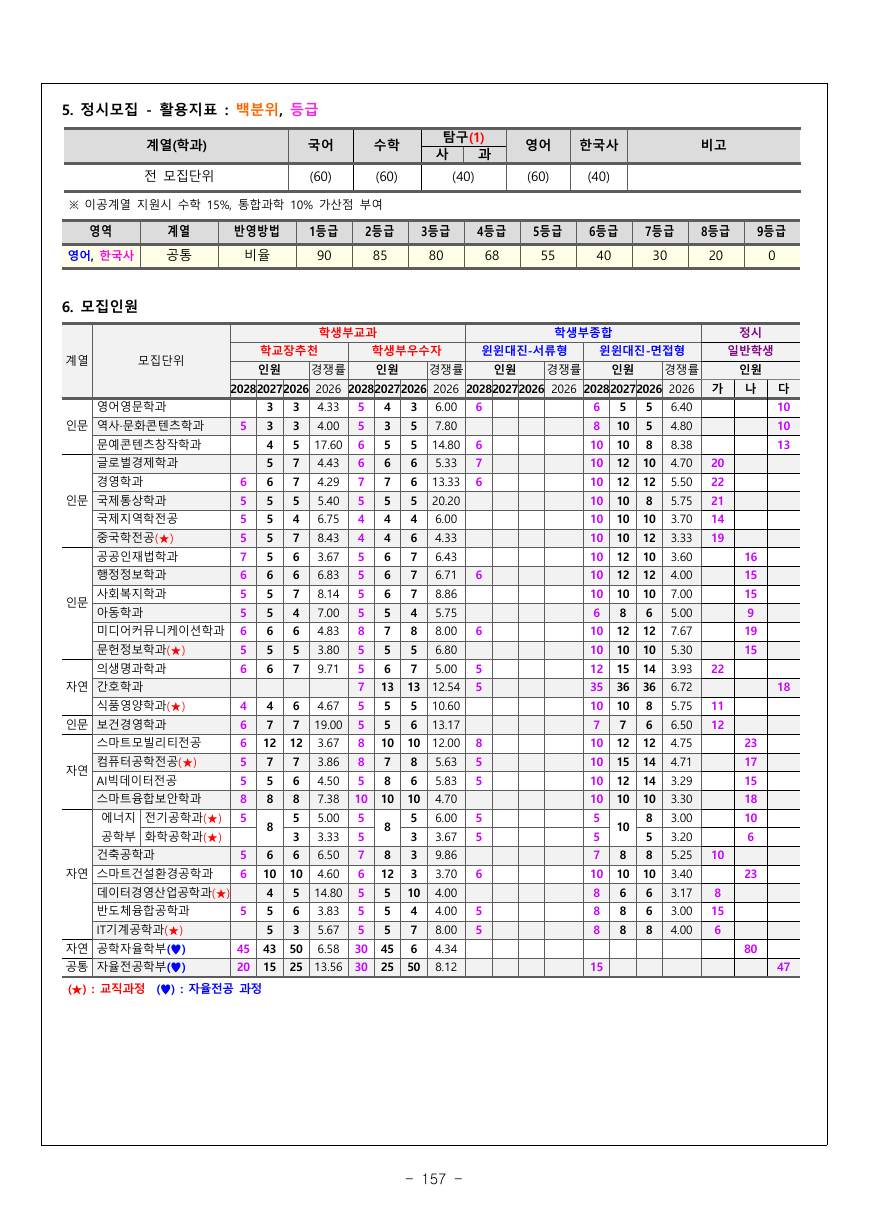 5. 정시모집 - 활용지표 : 백분위, 등급
계열(학과) 국어 수학 탐구(1) 영어 한국사 비고
사 과
전 모집단위 (60) (60) (40) (60) (40)
※ 이공계열 지원시 수학 15%, 통합과학 10% 가산점 부여
영역 계열 반영방법 1등급 2등급 3등급 4등급 5등급 6등급 7등급 8등급 9등급
영어, 한국사 공통 비율 90 85 80 68 55 40 30 20 0
6. 모집인원
계열 모집단위 학생부교과 학생부종합 정시
학교장추천 학생부우수자 윈윈대진-서류형 윈윈대진-면접형 일반학생
인원 경쟁률 인원 경쟁률 인원 경쟁률 인원 경쟁률 인원
2028 2027 2026 2026 2028 2027 2026 2026 2028 2027 2026 2026 2028 2027 2026 2026 가 나 다
인문 영어영문학과 3 3 4.33 5 4 3 6.00 6 6 5 5 6.40 10
역사·문화콘텐츠학과 5 3 3 4.00 5 3 5 7.80 8 10 5 4.80 10
문예콘텐츠창작학과 4 5 17.60 6 5 5 14.80 6 10 10 8 8.38 13
인문 글로벌경제학과 5 7 4.43 6 6 6 5.33 7 10 12 10 4.70 20
경영학과 6 6 7 4.29 7 7 6 13.33 6 10 12 12 5.50 22
국제통상학과 5 5 5 5.40 5 5 5 20.20 10 10 8 5.75 21
국제지역학전공 5 5 4 6.75 4 4 4 6.00 10 10 10 3.70 14
중국학전공(★) 5 5 7 8.43 4 4 6 4.33 10 10 12 3.33 19
인문 공공인재법학과 7 5 6 3.67 5 6 7 6.43 10 12 10 3.60 16
행정정보학과 6 6 6 6.83 5 6 7 6.71 6 10 12 12 4.00 15
사회복지학과 5 5 7 8.14 5 6 7 8.86 10 10 10 7.00 15
아동학과 5 5 4 7.00 5 5 4 5.75 6 8 6 5.00 9
미디어커뮤니케이션학과 6 6 6 4.83 8 7 8 8.00 6 10 12 12 7.67 19
문헌정보학과(★) 5 5 5 3.80 5 5 5 6.80 10 10 10 5.30 15
자연 의생명과학과 6 6 7 9.71 5 6 7 5.00 5 12 15 14 3.93 22
간호학과 7 13 13 12.54 5 35 36 36 6.72 18
식품영양학과(★) 4 4 6 4.67 5 5 5 10.60 10 10 8 5.75 11
인문 보건경영학과 6 7 7 19.00 5 5 6 13.17 7 7 6 6.50 12
자연 스마트모빌리티전공 6 12 12 3.67 8 10 10 12.00 8 10 12 12 4.75 23
컴퓨터공학전공(★) 5 7 7 3.86 8 7 8 5.63 5 10 15 14 4.71 17
AI빅데이터전공 5 5 6 4.50 5 8 6 5.83 5 10 12 14 3.29 15
스마트융합보안학과 8 8 8 7.38 10 10 10 4.70 10 10 10 3.30 18
자연 에너지 전기공학과(★) 5 8 5 5.00 5 8 5 6.00 5 5 10 8 3.00 10
공학부 화학공학과(★) 3 3.33 5 3 3.67 5 5 5 3.20 6
건축공학과 5 6 6 6.50 7 8 3 9.86 7 8 8 5.25 10
스마트건설환경공학과 6 10 10 4.60 6 12 3 3.70 6 10 10 10 3.40 23
데이터경영산업공학과(★) 4 5 14.80 5 5 10 4.00 8 6 6 3.17 8
반도체융합공학과 5 5 6 3.83 5 5 4 4.00 5 8 8 6 3.00 15
IT기계공학과(★) 5 3 5.67 5 5 7 8.00 5 8 8 8 4.00 6
자연 공학자율학부(♥) 45 43 50 6.58 30 45 6 4.34 80
공통 자율전공학부(♥) 20 15 25 13.56 30 25 50 8.12 15 47
(★) : 교직과정 (♥) : 자율전공 과정
- 157 -